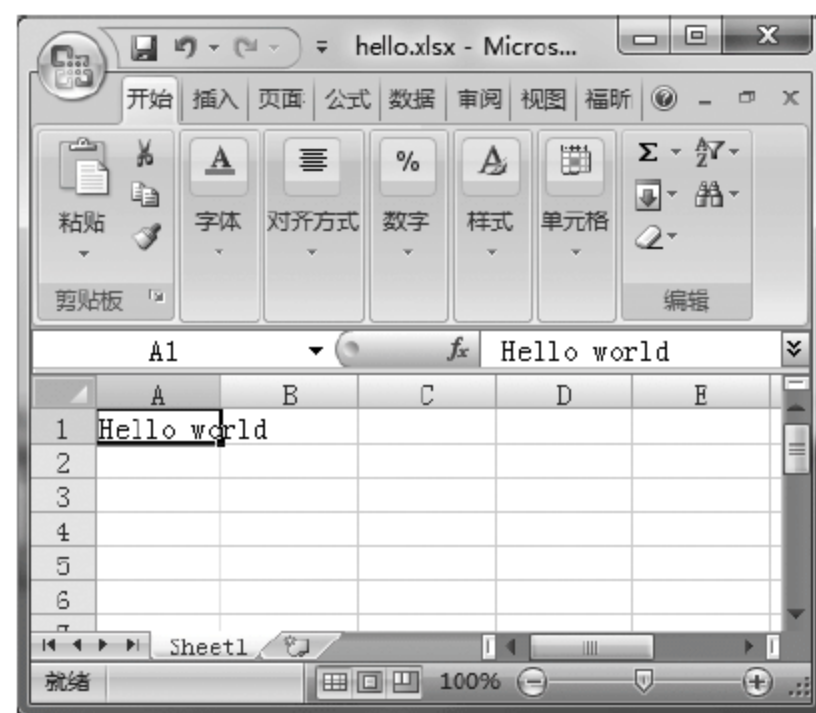 hello.xlsx - Micros...
开始 插入 页面 公式 数据 审阅 视图 福昕
粘贴 字体 对齐方式 数字 样式 单元格
剪贴板 编辑
A1 fx Hello world
A B C D E
1 Hello world
2
3
4
5
6
Sheet1
就绪 100%